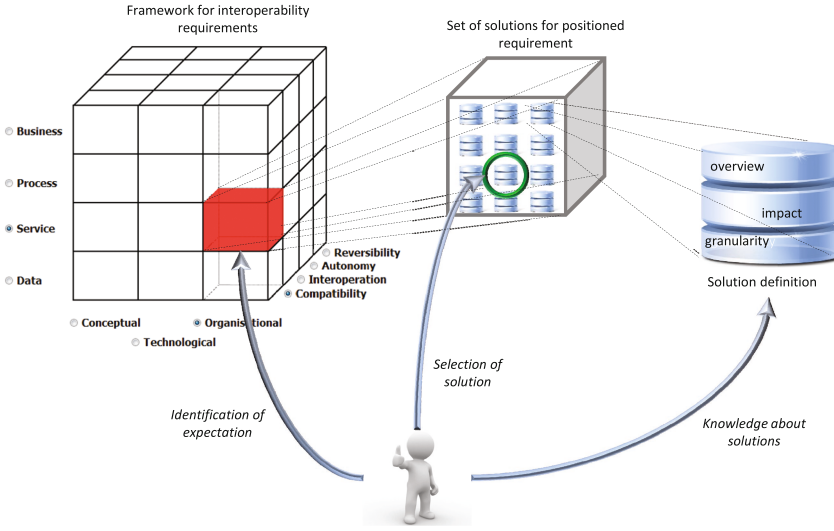 Framework for interoperability
requirements
Set of solutions for positioned
requirement
Business
Process
Service
Data
Reversibility
Autonomy
Interoperation
Compatibility
Conceptual
Organisational
Technological
overview
impact
granularity
Solution definition
Selection of
solution
Identification of
expectation
Knowledge about
solutions